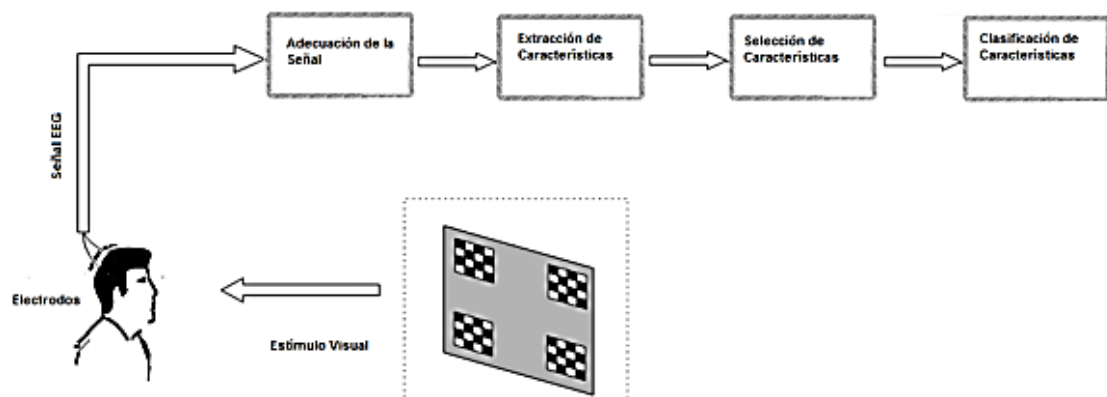 Adecuación de la
Señal
Extracción de
Características
Selección de
Características
Clasificación de
Características
Señal EEG
Electrodos
Estímulo Visual